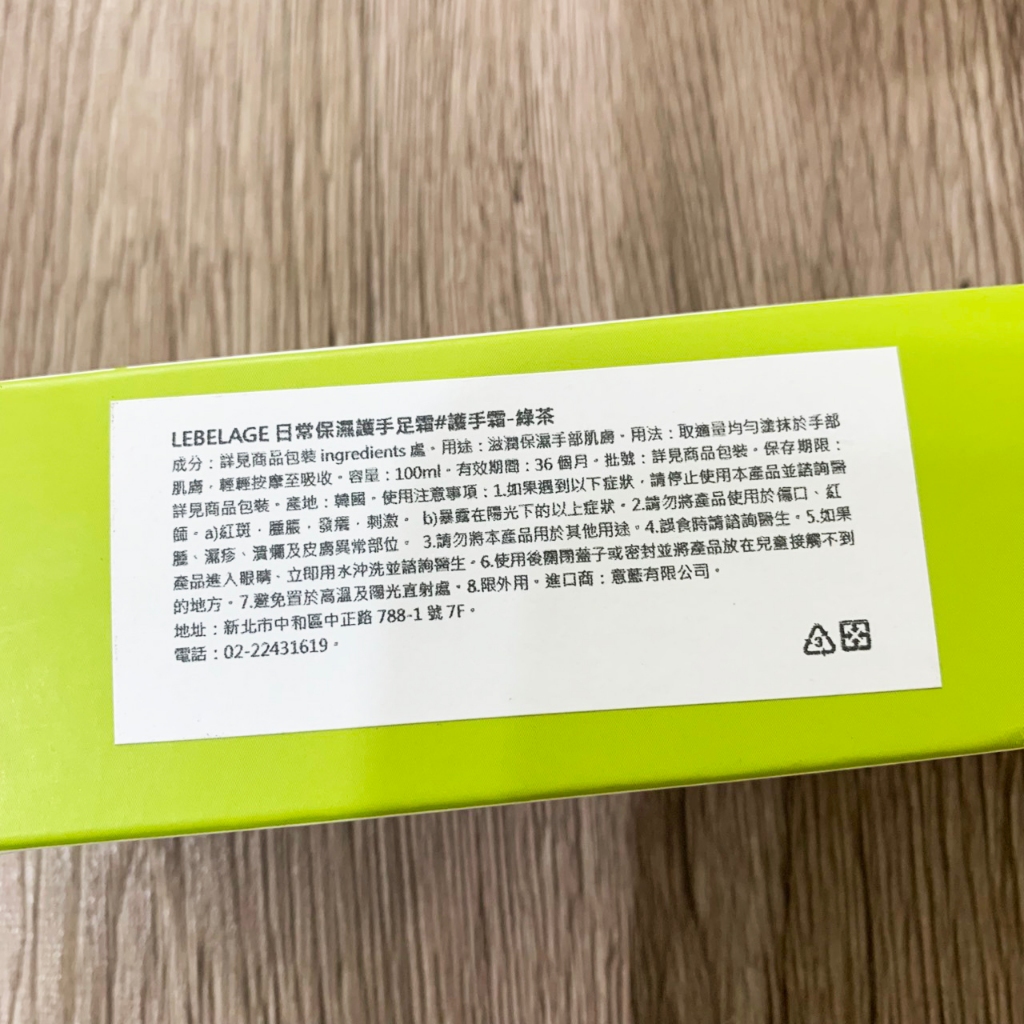 LEBELAGE 日常保濕護手足霜#護手霜-綠茶
成分：詳見商品包裝 ingredients 處。用途：滋潤保濕手部肌膚。用法：取適量均勻塗抹於手部
肌膚，輕輕按摩至吸收。容量：100ml。有效期間：36 個月。批號：詳見商品包裝。保存期限：
詳見商品包裝。產地：韓國。使用注意事項：1.如果遇到以下症狀，請停止使用本產品並諮詢醫
師。a)紅斑，腫脹，發癢，刺激。 b)暴露在陽光下的以上症狀。2.請勿將產品使用於傷口、紅
腫、濕疹、潰爛及皮膚異常部位。 3.請勿將本產品用於其他用途。4.誤食時請諮詢醫生。5.如果
產品進入眼睛，立即用水沖洗並諮詢醫生。6.使用後關閉蓋子或密封並將產品放在兒童接觸不到
的地方。7.避免置於高溫及陽光直射處。8.限外用。進口商：意藍有限公司。
地址：新北市中和區中正路 788-1 號 7F。
電話：02-22431619。
3